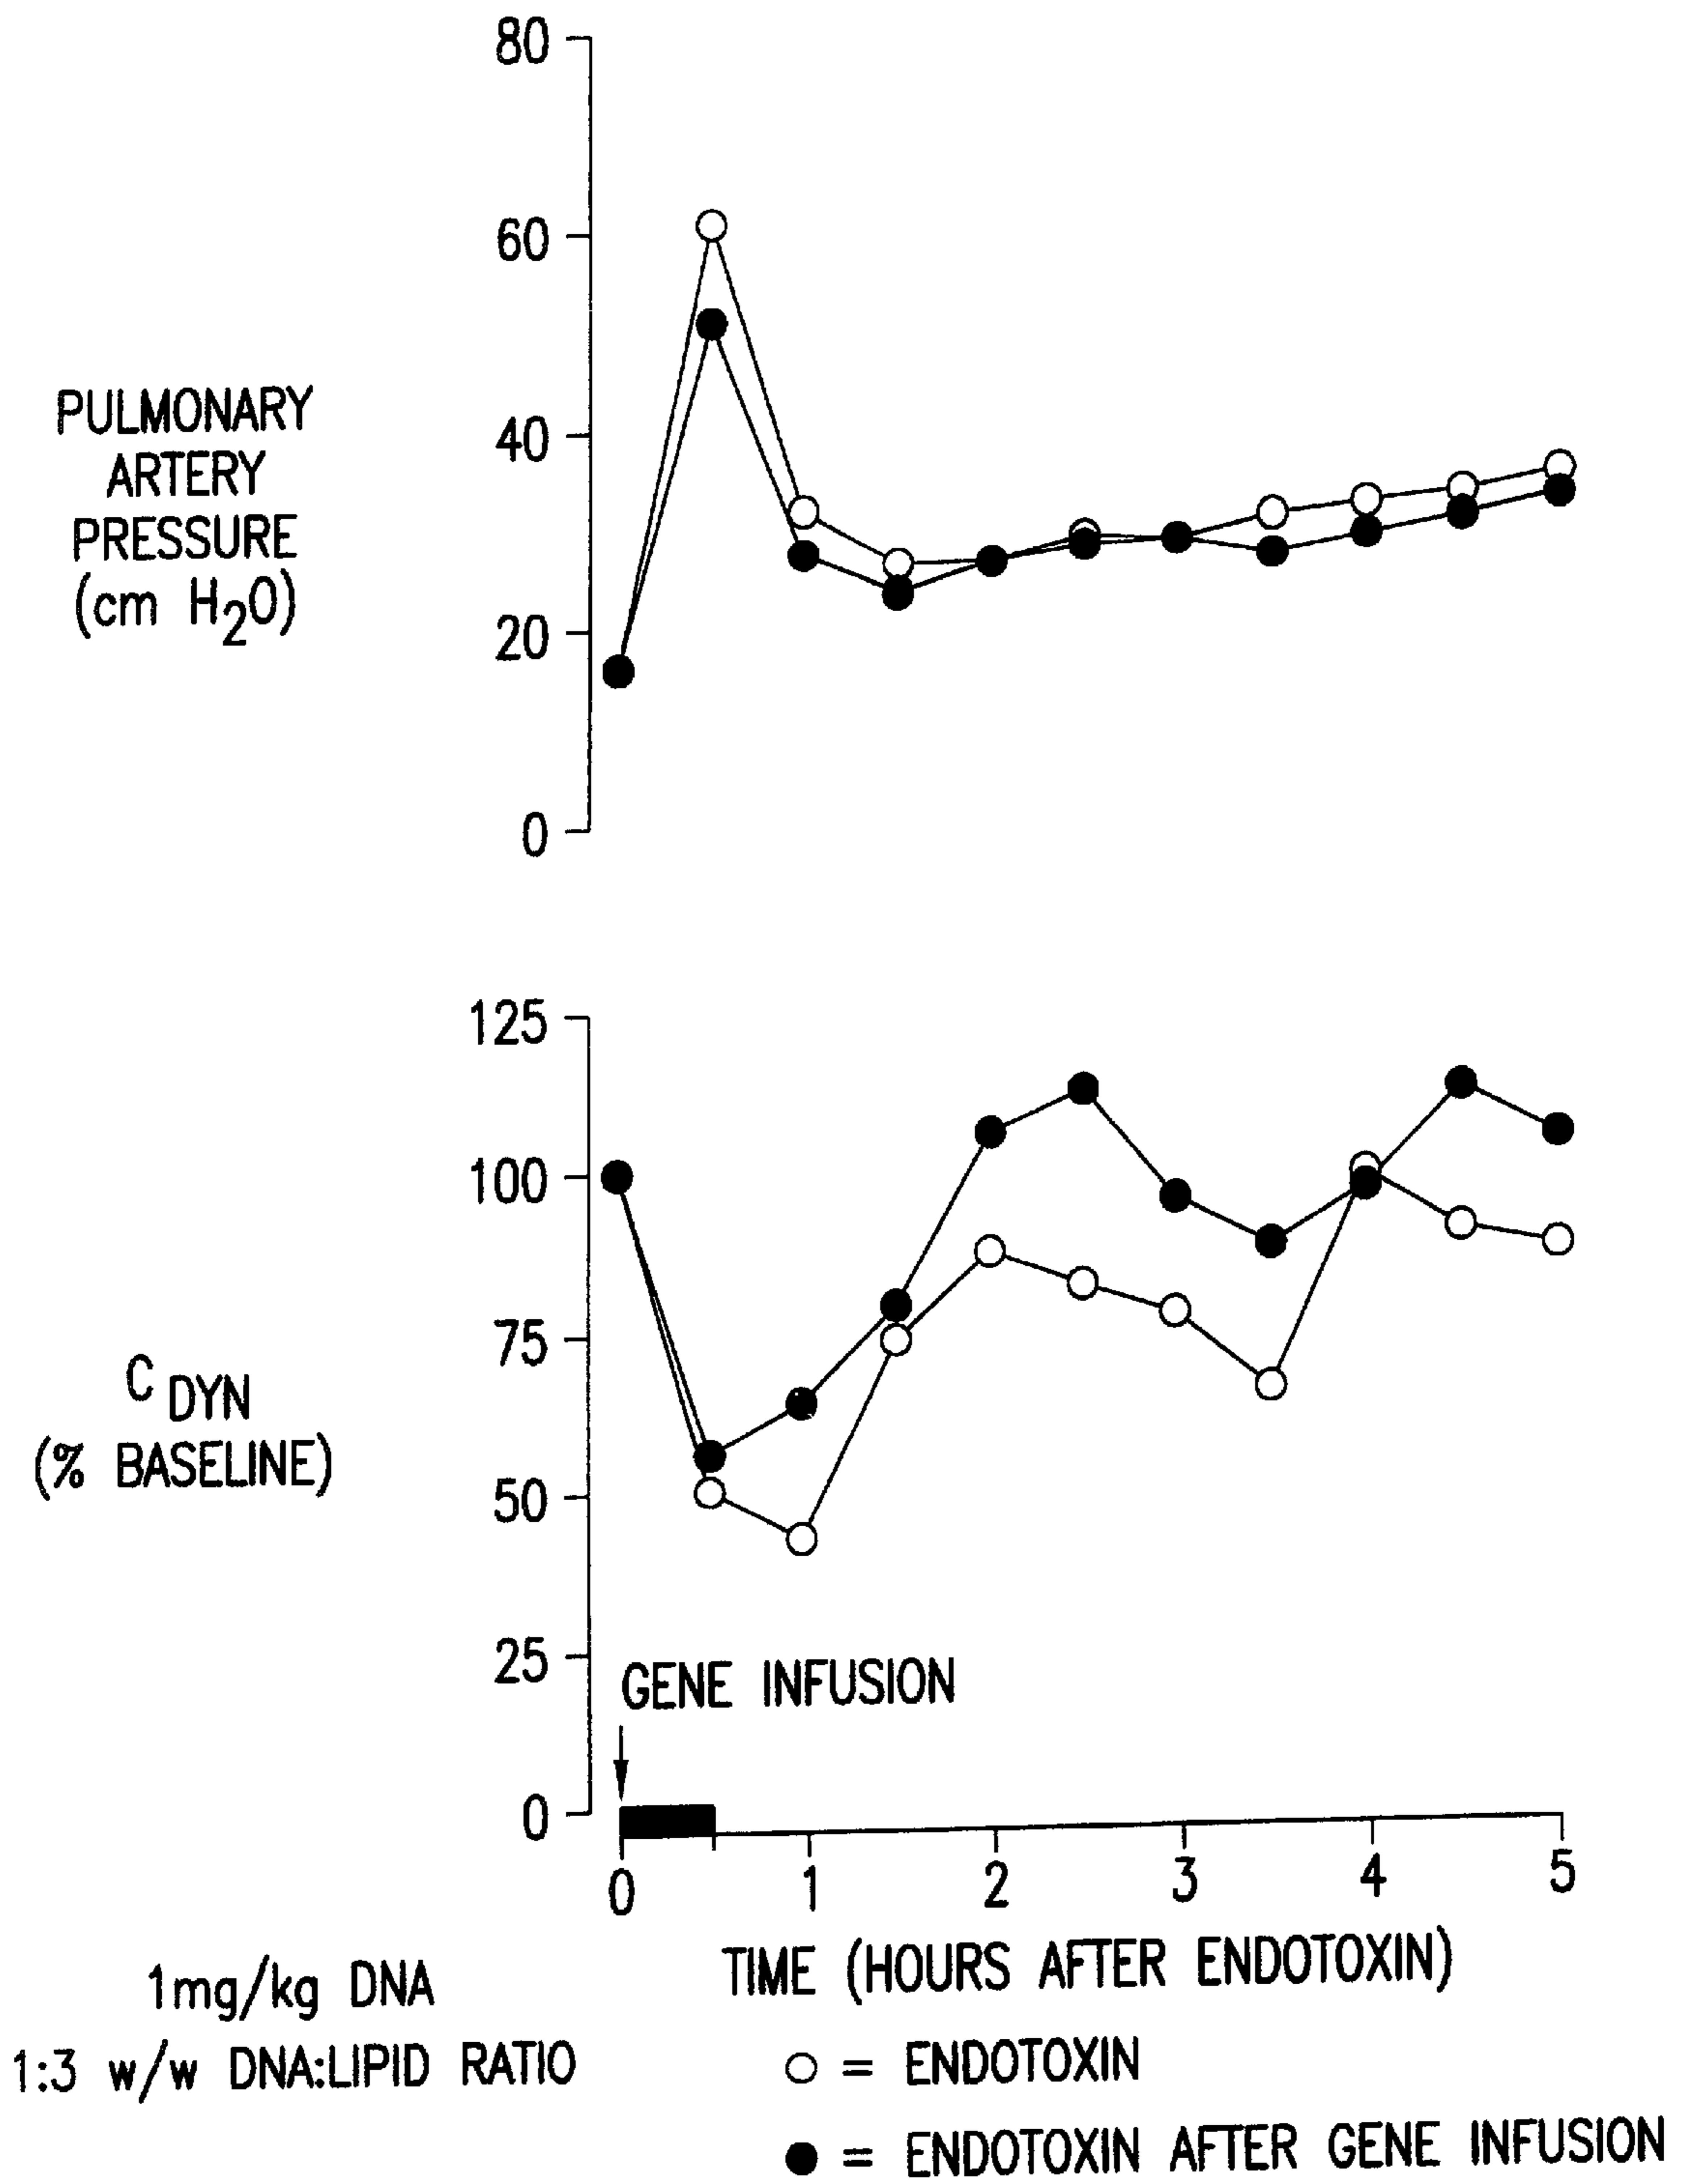 80
60
40
20
0
PULMONARY
ARTERY
PRESSURE
(cm H2O)
125
100
75
50
25
0
C DYN
(% BASELINE)
GENE INFUSION
0 1 2 3 4 5
TIME (HOURS AFTER ENDOTOXIN)
1mg/kg DNA
1:3 w/w DNA:LIPID RATIO
○ = ENDOTOXIN
● = ENDOTOXIN AFTER GENE INFUSION